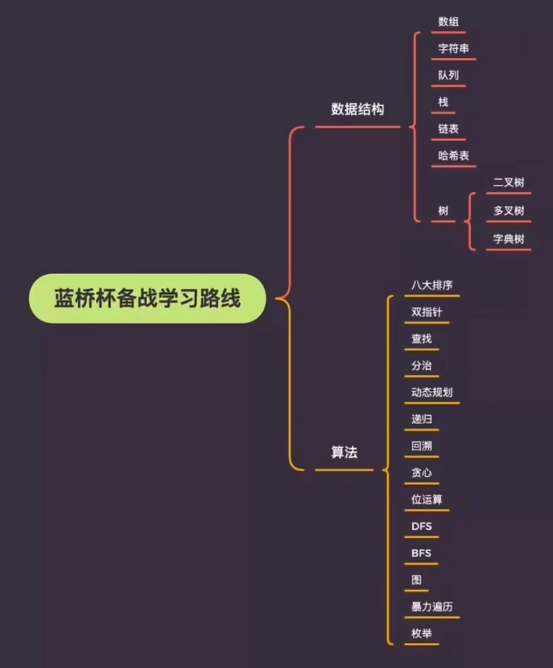 蓝桥杯备战学习路线
数据结构
数组
字符串
队列
栈
链表
哈希表
树
二叉树
多叉树
字典树
算法
八大排序
双指针
查找
分治
动态规划
递归
回溯
贪心
位运算
DFS
BFS
图
暴力遍历
枚举